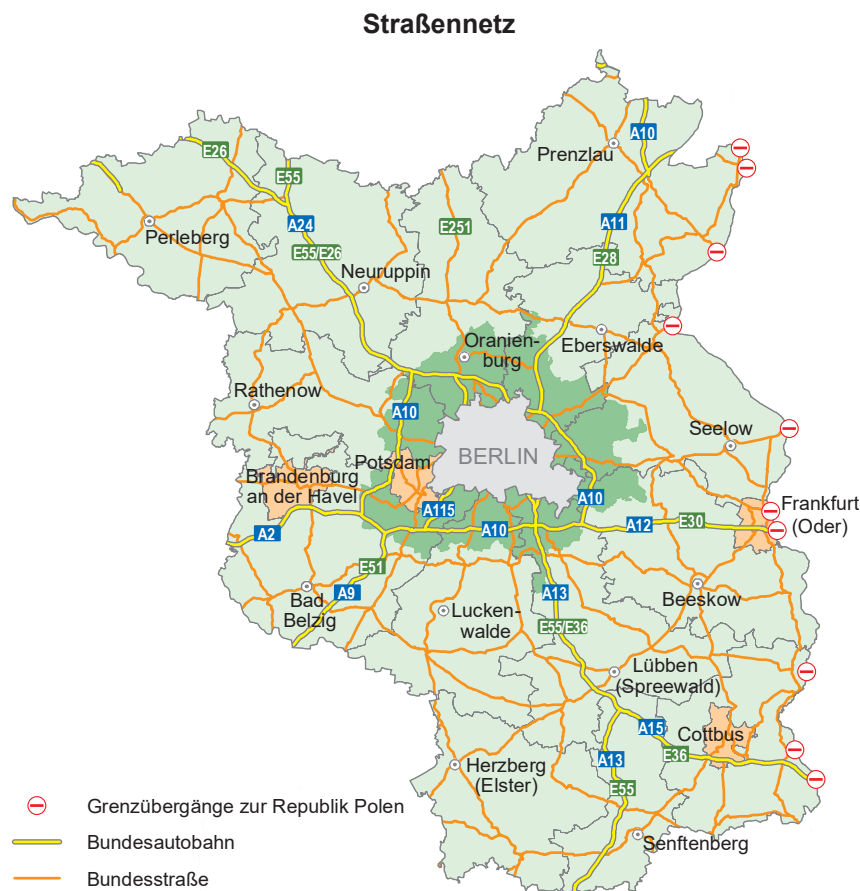 Straßennetz
A10
E26
Prenzlau
E55
A24
E251
A11
Perleberg
E55/E26
E28
Neuruppin
Oranien-
burg
Eberswalde
Rathenow
A10
Seelow
Potsdam
BERLIN
Brandenburg
an der Havel
A10
Frankfurt
(Oder)
A115
A2
A10
A12
E30
E51
A9
A13
Bad
Belzig
Beeskow
Lucken-
walde
E55/E36
Lübben
(Spreewald)
A15
Cottbus
A13
E36
Herzberg
(Elster)
E55
Senftenberg
Grenzübergänge zur Republik Polen
Bundesautobahn
Bundesstraße